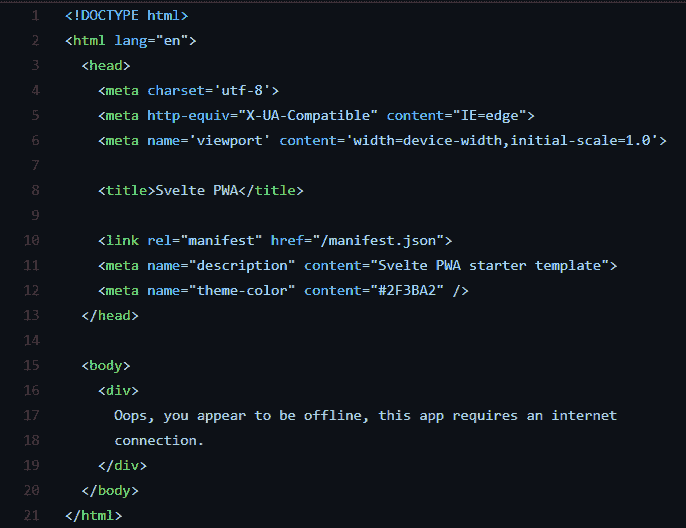 1 <!DOCTYPE html>
2 <html lang="en">
3 <head>
4 <meta charset='utf-8'>
5 <meta http-equiv="X-UA-Compatible" content="IE=edge">
6 <meta name='viewport' content='width=device-width,initial-scale=1.0'>
7
8 <title>Svelte PWA</title>
9
10 <link rel="manifest" href="/manifest.json">
11 <meta name="description" content="Svelte PWA starter template">
12 <meta name="theme-color" content="#2F3BA2" />
13 </head>
14
15 <body>
16 <div>
17 Oops, you appear to be offline, this app requires an internet
18 connection.
19 </div>
20 </body>
21 </html>